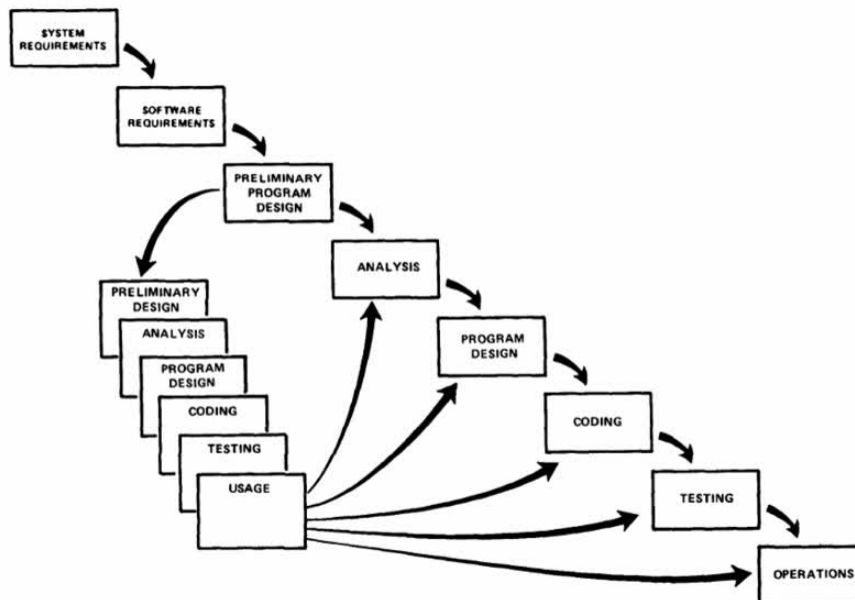 SYSTEM
REQUIREMENTS
SOFTWARE
REQUIREMENTS
PRELIMINARY
PROGRAM
DESIGN
ANALYSIS
PROGRAM
DESIGN
CODING
TESTING
OPERATIONS
PRELIMINARY
DESIGN
ANALYSIS
PROGRAM
DESIGN
CODING
TESTING
USAGE